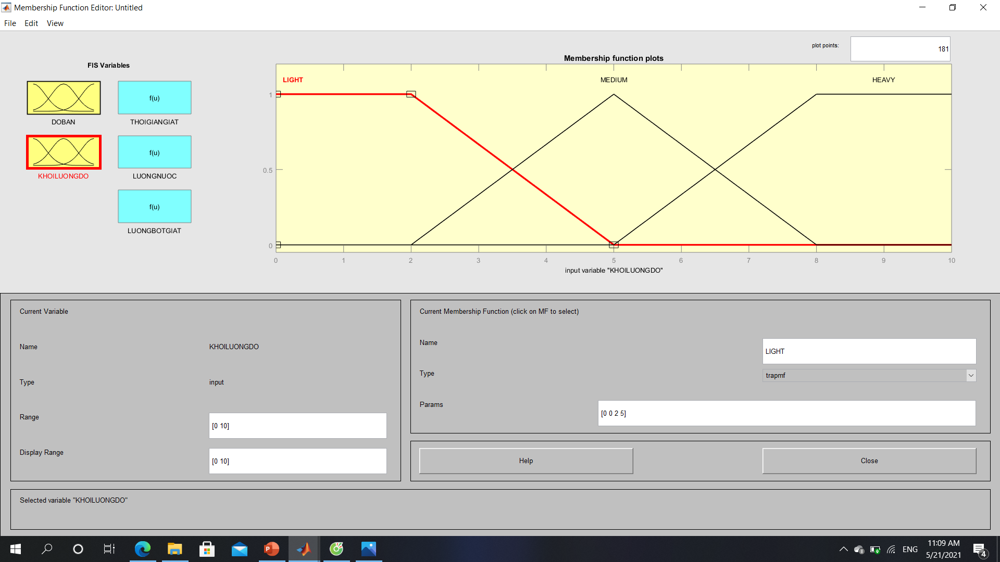 Membership Function Editor: Untitled
File Edit View
plot points: 181
FIS Variables
f(u)
DOBAN
THOIGIANGIAT
f(u)
KHOILUONGDO
LUONGNUOC
f(u)
LUONGBOTGIAT
Membership function plots
LIGHT MEDIUM HEAVY
1
0.5
0
0 1 2 3 4 5 6 7 8 9 10
input variable "KHOILUONGDO"
Current Variable
Name KHOILUONGDO
Type input
Range [0 10]
Display Range [0 10]
Current Membership Function (click on MF to select)
Name LIGHT
Type trapmf
Params [0 0 2 5]
Help Close
Selected variable "KHOILUONGDO"
P
ENG
11:09 AM
5/21/2021
4